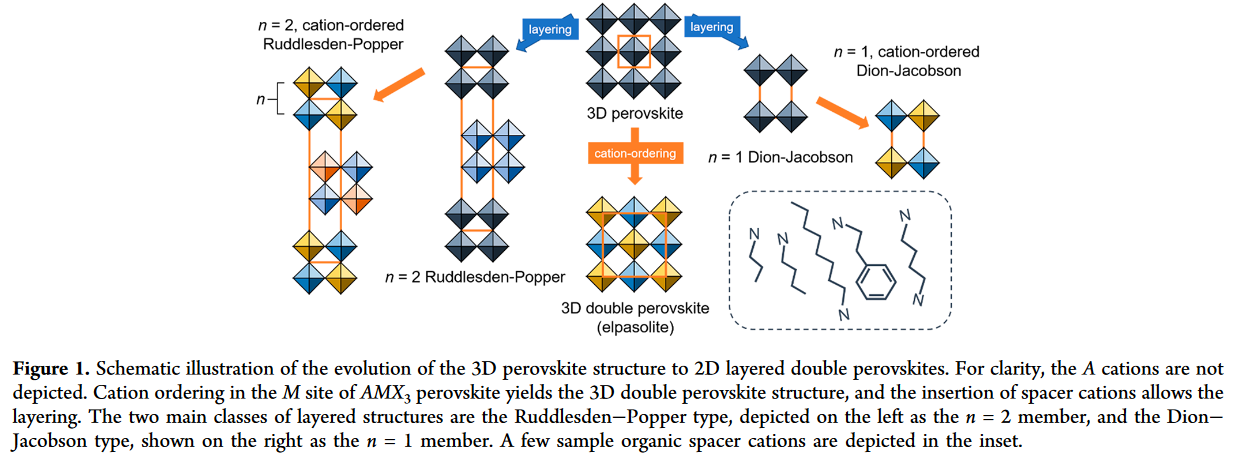 n = 2, cation-ordered
Ruddlesden-Popper
n
layering
layering
3D perovskite
cation-ordering
n = 1, cation-ordered
Dion-Jacobson
n = 1 Dion-Jacobson
n = 2 Ruddlesden-Popper
3D double perovskite
(elpasolite)
N
N
N
N
N
N
Figure 1. Schematic illustration of the evolution of the 3D perovskite structure to 2D layered double perovskites. For clarity, the A cations are not
depicted. Cation ordering in the M site of AMX₃ perovskite yields the 3D double perovskite structure, and the insertion of spacer cations allows the
layering. The two main classes of layered structures are the Ruddlesden−Popper type, depicted on the left as the n = 2 member, and the Dion−
Jacobson type, shown on the right as the n = 1 member. A few sample organic spacer cations are depicted in the inset.